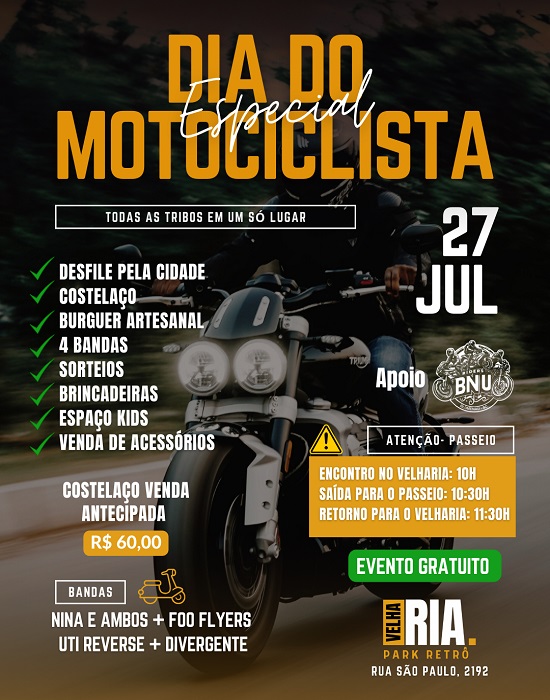 DIA DO
Especial
MOTOCICLISTA
TODAS AS TRIBOS EM UM SÓ LUGAR
27
JUL
DESFILE PELA CIDADE
COSTELAÇO
BURGUER ARTESANAL
4 BANDAS
SORTEIOS
BRINCADEIRAS
ESPAÇO KIDS
VENDA DE ACESSÓRIOS
TRIUMPH
Apoio
RIDERS
BNU
ATENÇÃO- PASSEIO
ENCONTRO NO VELHARIA: 10H
SAÍDA PARA O PASSEIO: 10:30H
RETORNO PARA O VELHARIA: 11:30H
COSTELAÇO VENDA
ANTECIPADA
R$ 60,00
EVENTO GRATUITO
BANDAS
NINA E AMBOS + FOO FLYERS
UTI REVERSE + DIVERGENTE
VELHA
RIA.
PARK RETRÔ
RUA SÃO PAULO, 2192